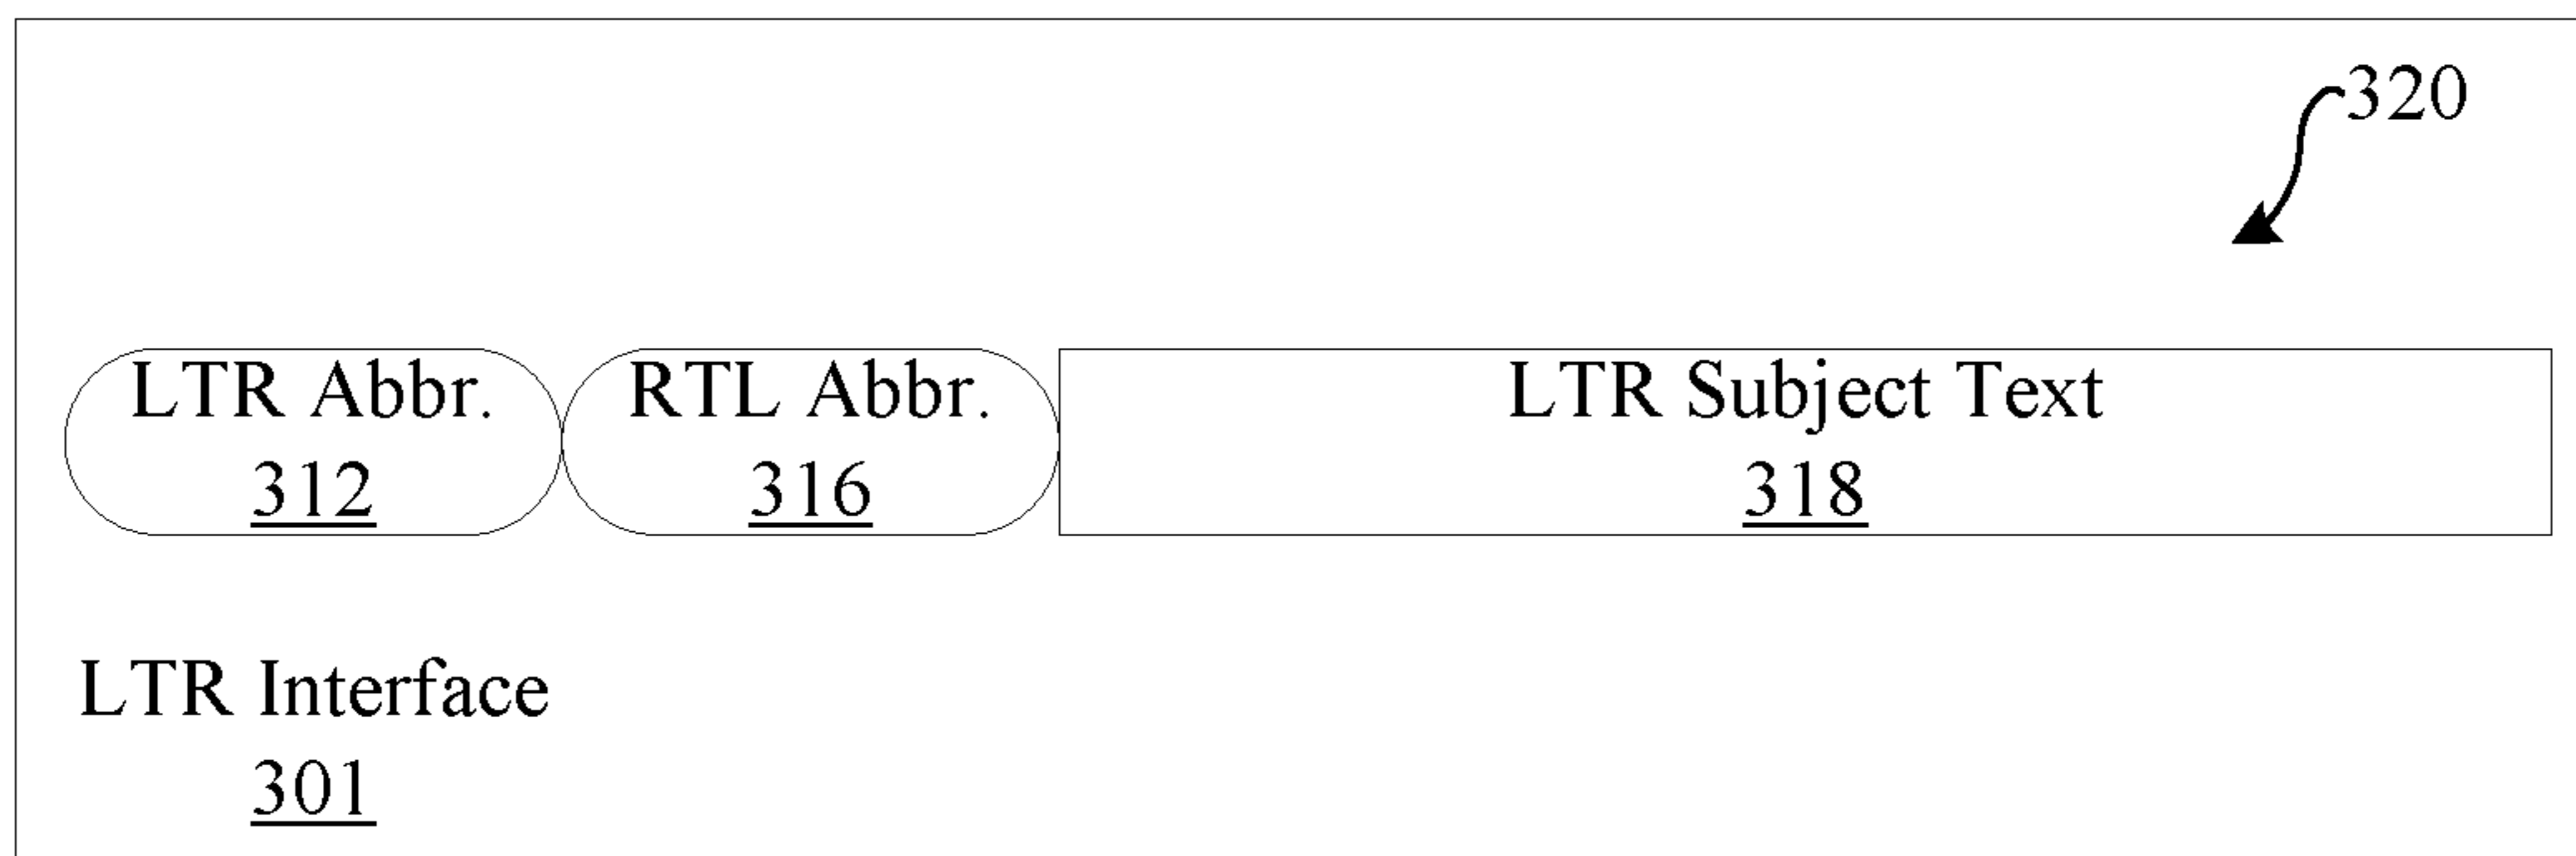 320
LTR Abbr.
312
RTL Abbr.
316
LTR Subject Text
318
LTR Interface
301